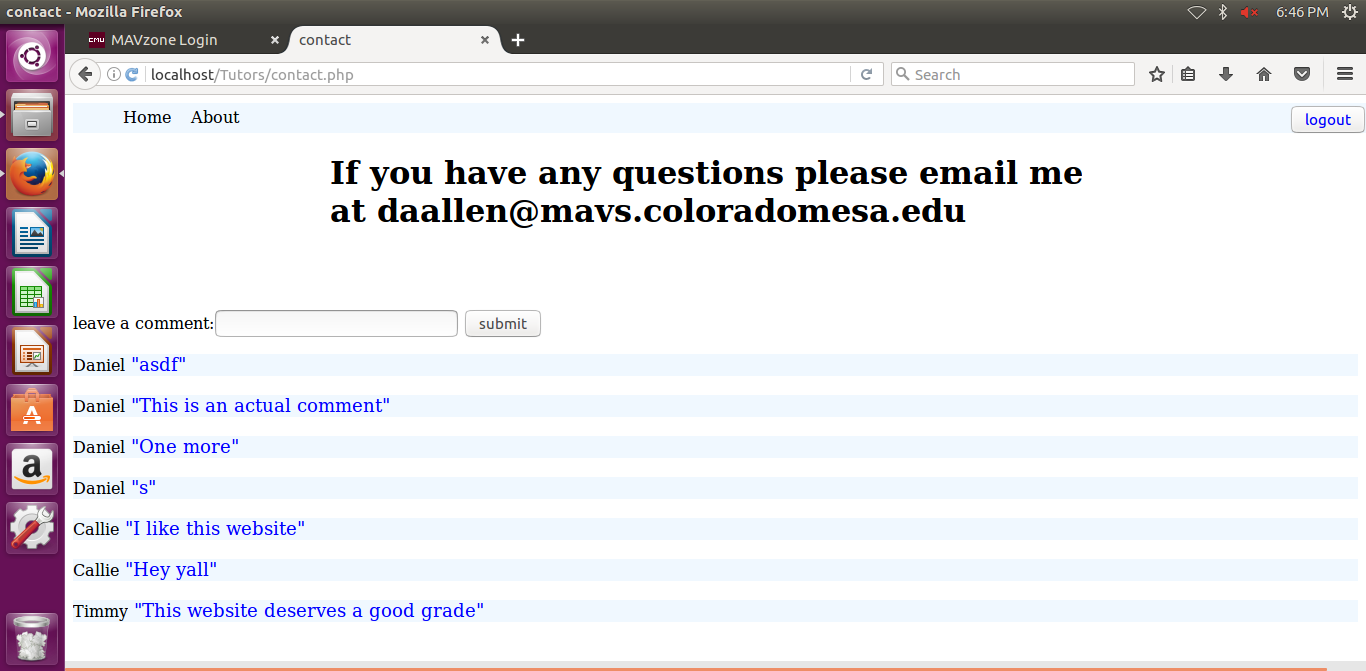 contact - Mozilla Firefox
6:46 PM
CMU MAVzone Login
contact
localhost/Tutors/contact.php
Search
Home About
logout
If you have any questions please email me
at daallen@mavs.coloradomesa.edu
leave a comment:
submit
Daniel "asdf"
Daniel "This is an actual comment"
Daniel "One more"
Daniel "s"
Callie "I like this website"
Callie "Hey yall"
Timmy "This website deserves a good grade"